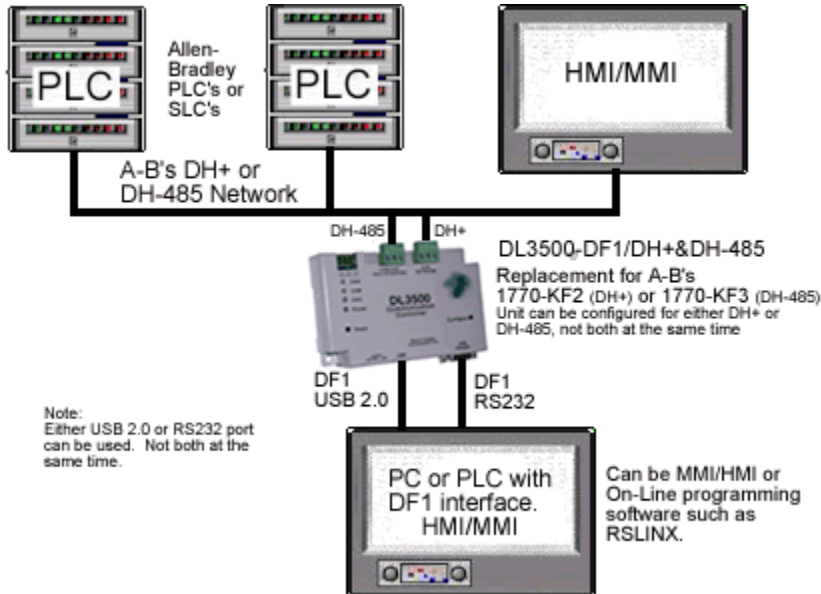 PLC
Allen-
Bradley
PLC's or
SLC's
PLC
HMI/MMI
A-B's DH+ or
DH-485 Network
DH-485
DH+
DL3500-DF1/DH+&DH-485
Replacement for A-B's
1770-KF2 (DH+) or 1770-KF3 (DH-485)
Unit can be configured for either DH+ or
DH-485, not both at the same time
DL3500
DF1
USB 2.0
DF1
RS232
Note:
Either USB 2.0 or RS232 port
can be used. Not both at the
same time.
PC or PLC with
DF1 interface.
HMI/MMI
Can be MMI/HMI or
On-Line programming
software such as
RSLINX.